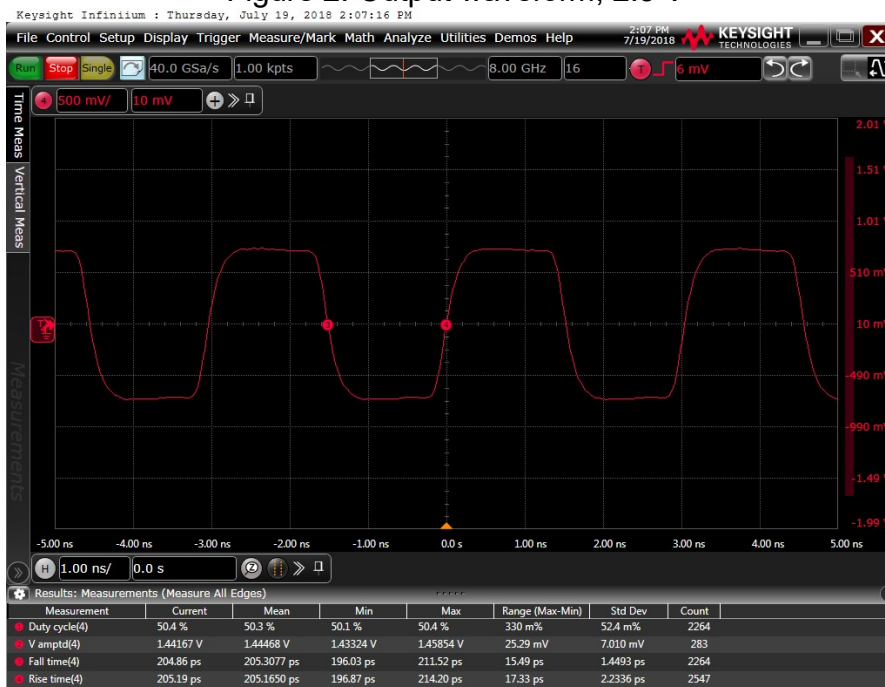 Keysight Infiniium : Thursday, July 19, 2018 2:07:16 PM
File Control Setup Display Trigger Measure/Mark Math Analyze Utilities Demos Help
2:07 PM
7/19/2018
KEYSIGHT
TECHNOLOGIES
Run Stop Single 40.0 GSa/s 1.00 kpts 8.00 GHz 16 T 6 mV
4 500 mV/ 10 mV
Time Meas
Vertical Meas
Measurements
2.01
1.51
1.01
510 m
10 m
-490 m
-990 m
-1.49
-1.99
T
3 4
-5.00 ns -4.00 ns -3.00 ns -2.00 ns -1.00 ns 0.0 s 1.00 ns 2.00 ns 3.00 ns 4.00 ns 5.00 ns
H 1.00 ns/ 0.0 s
Results: Measurements (Measure All Edges)
Measurement Current Mean Min Max Range (Max-Min) Std Dev Count
Duty cycle(4) 50.4 % 50.3 % 50.1 % 50.4 % 330 m% 52.4 m% 2264
V amptd(4) 1.44167 V 1.44468 V 1.43324 V 1.45854 V 25.29 mV 7.010 mV 283
Fall time(4) 204.86 ps 205.3077 ps 196.03 ps 211.52 ps 15.49 ps 1.4493 ps 2264
Rise time(4) 205.19 ps 205.1650 ps 196.87 ps 214.20 ps 17.33 ps 2.2336 ps 2547